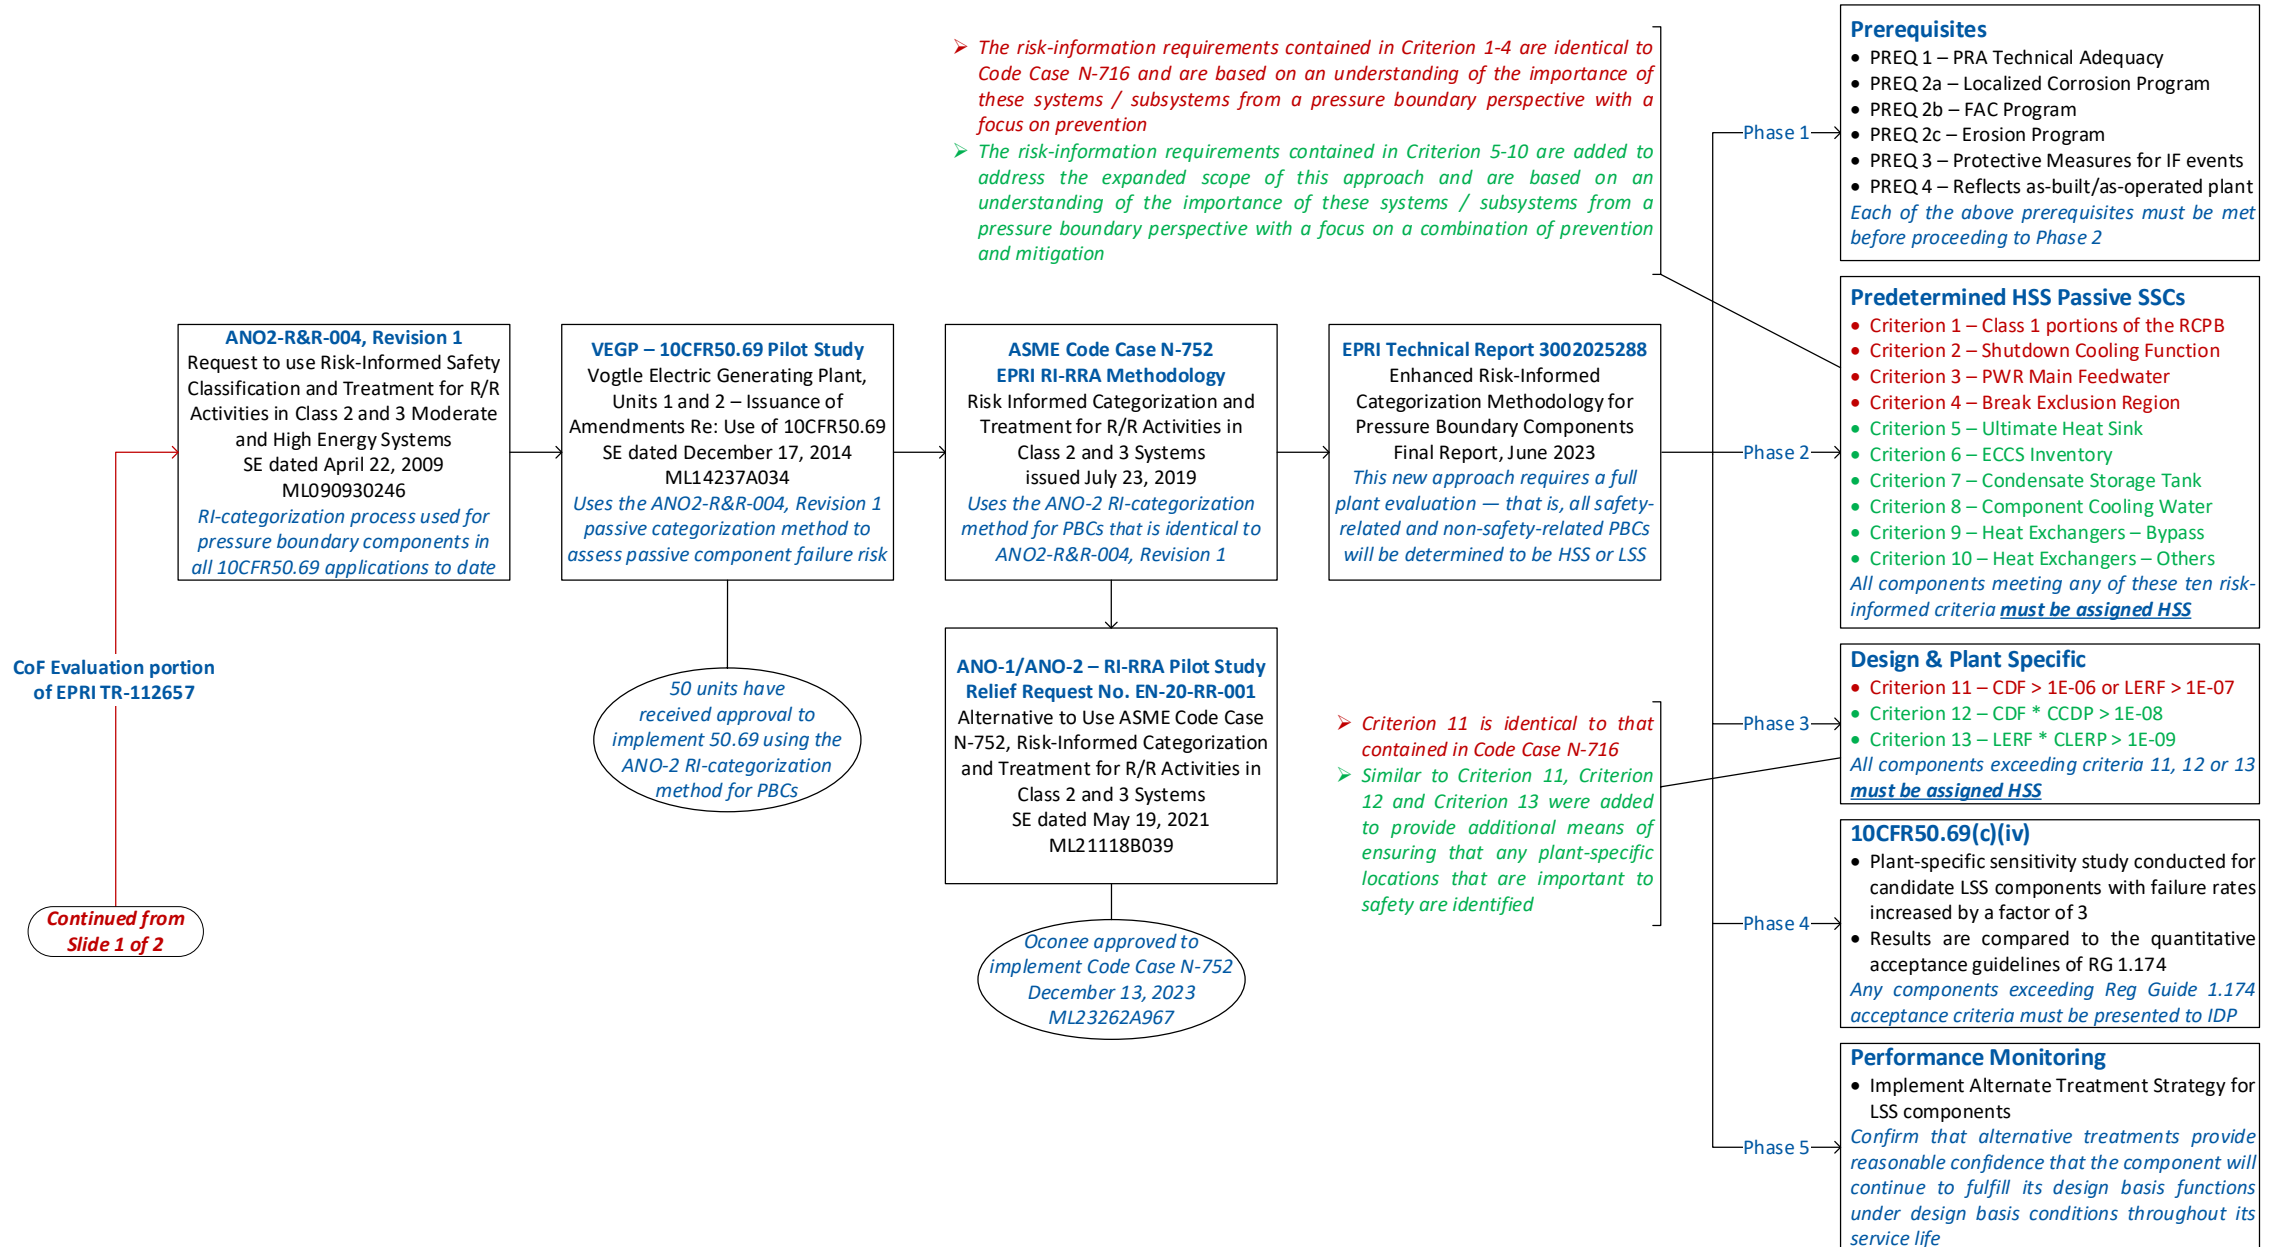 ➢ The risk-information requirements contained in Criterion 1-4 are identical to
Code Case N-716 and are based on an understanding of the importance of
these systems / subsystems from a pressure boundary perspective with a
focus on prevention
➢ The risk-information requirements contained in Criterion 5-10 are added to
address the expanded scope of this approach and are based on an
understanding of the importance of these systems / subsystems from a
pressure boundary perspective with a focus on a combination of prevention
and mitigation
CoF Evaluation portion
of EPRI TR-112657
Continued from
Slide 1 of 2
ANO2-R&R-004, Revision 1
Request to use Risk-Informed Safety
Classification and Treatment for R/R
Activities in Class 2 and 3 Moderate
and High Energy Systems
SE dated April 22, 2009
ML090930246
RI-categorization process used for
pressure boundary components in
all 10CFR50.69 applications to date
VEGP – 10CFR50.69 Pilot Study
Vogtle Electric Generating Plant,
Units 1 and 2 – Issuance of
Amendments Re: Use of 10CFR50.69
SE dated December 17, 2014
ML14237A034
Uses the ANO2-R&R-004, Revision 1
passive categorization method to
assess passive component failure risk
50 units have
received approval to
implement 50.69 using the
ANO-2 RI-categorization
method for PBCs
ASME Code Case N-752
EPRI RI-RRA Methodology
Risk Informed Categorization and
Treatment for R/R Activities in
Class 2 and 3 Systems
issued July 23, 2019
Uses the ANO-2 RI-categorization
method for PBCs that is identical to
ANO2-R&R-004, Revision 1
ANO-1/ANO-2 – RI-RRA Pilot Study
Relief Request No. EN-20-RR-001
Alternative to Use ASME Code Case
N-752, Risk-Informed Categorization
and Treatment for R/R Activities in
Class 2 and 3 Systems
SE dated May 19, 2021
ML21118B039
Oconee approved to
implement Code Case N-752
December 13, 2023
ML23262A967
EPRI Technical Report 3002025288
Enhanced Risk-Informed
Categorization Methodology for
Pressure Boundary Components
Final Report, June 2023
This new approach requires a full
plant evaluation — that is, all safety-
related and non-safety-related PBCs
will be determined to be HSS or LSS
➢ Criterion 11 is identical to that
contained in Code Case N-716
➢ Similar to Criterion 11, Criterion
12 and Criterion 13 were added
to provide additional means of
ensuring that any plant-specific
locations that are important to
safety are identified
Phase 1
Prerequisites
• PREQ 1 – PRA Technical Adequacy
• PREQ 2a – Localized Corrosion Program
• PREQ 2b – FAC Program
• PREQ 2c – Erosion Program
• PREQ 3 – Protective Measures for IF events
• PREQ 4 – Reflects as-built/as-operated plant
Each of the above prerequisites must be met
before proceeding to Phase 2
Phase 2
Predetermined HSS Passive SSCs
• Criterion 1 – Class 1 portions of the RCPB
• Criterion 2 – Shutdown Cooling Function
• Criterion 3 – PWR Main Feedwater
• Criterion 4 – Break Exclusion Region
• Criterion 5 – Ultimate Heat Sink
• Criterion 6 – ECCS Inventory
• Criterion 7 – Condensate Storage Tank
• Criterion 8 – Component Cooling Water
• Criterion 9 – Heat Exchangers – Bypass
• Criterion 10 – Heat Exchangers – Others
All components meeting any of these ten risk-
informed criteria must be assigned HSS
Phase 3
Design & Plant Specific
• Criterion 11 – CDF > 1E-06 or LERF > 1E-07
• Criterion 12 – CDF * CCDP > 1E-08
• Criterion 13 – LERF * CLERP > 1E-09
All components exceeding criteria 11, 12 or 13
must be assigned HSS
Phase 4
10CFR50.69(c)(iv)
• Plant-specific sensitivity study conducted for
candidate LSS components with failure rates
increased by a factor of 3
• Results are compared to the quantitative
acceptance guidelines of RG 1.174
Any components exceeding Reg Guide 1.174
acceptance criteria must be presented to IDP
Phase 5
Performance Monitoring
• Implement Alternate Treatment Strategy for
LSS components
Confirm that alternative treatments provide
reasonable confidence that the component will
continue to fulfill its design basis functions
under design basis conditions throughout its
service life